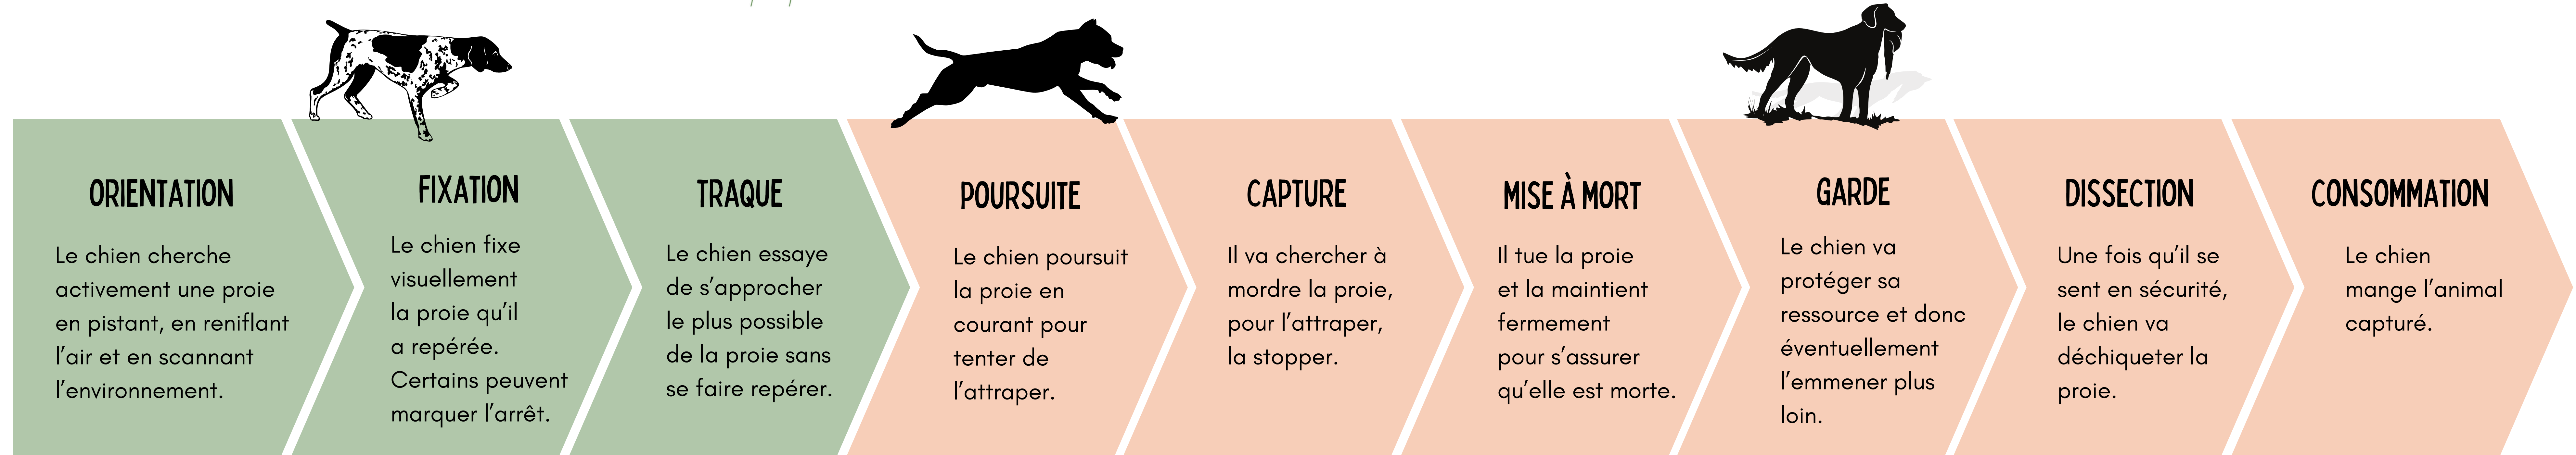 ORIENTATION
Le chien cherche
activement une proie
en pistant, en reniflant
l'air et en scannant
l'environnement.
FIXATION
Le chien fixe
visuellement
la proie qu'il
a repérée.
Certains peuvent
marquer l'arrêt.
TRAQUE
Le chien essaye
de s'approcher
le plus possible
de la proie sans
se faire repérer.
POURSUITE
Le chien poursuit
la proie en
courant pour
tenter de
l'attraper.
CAPTURE
Il va chercher à
mordre la proie,
pour l'attraper,
la stopper.
MISE À MORT
Il tue la proie
et la maintient
fermement
pour s'assurer
qu'elle est morte.
GARDE
Le chien va
protéger sa
ressource et donc
éventuellement
l'emmener plus
loin.
DISSECTION
Une fois qu'il se
sent en sécurité,
le chien va
déchiqueter la
proie.
CONSOMMATION
Le chien
mange l'animal
capturé.